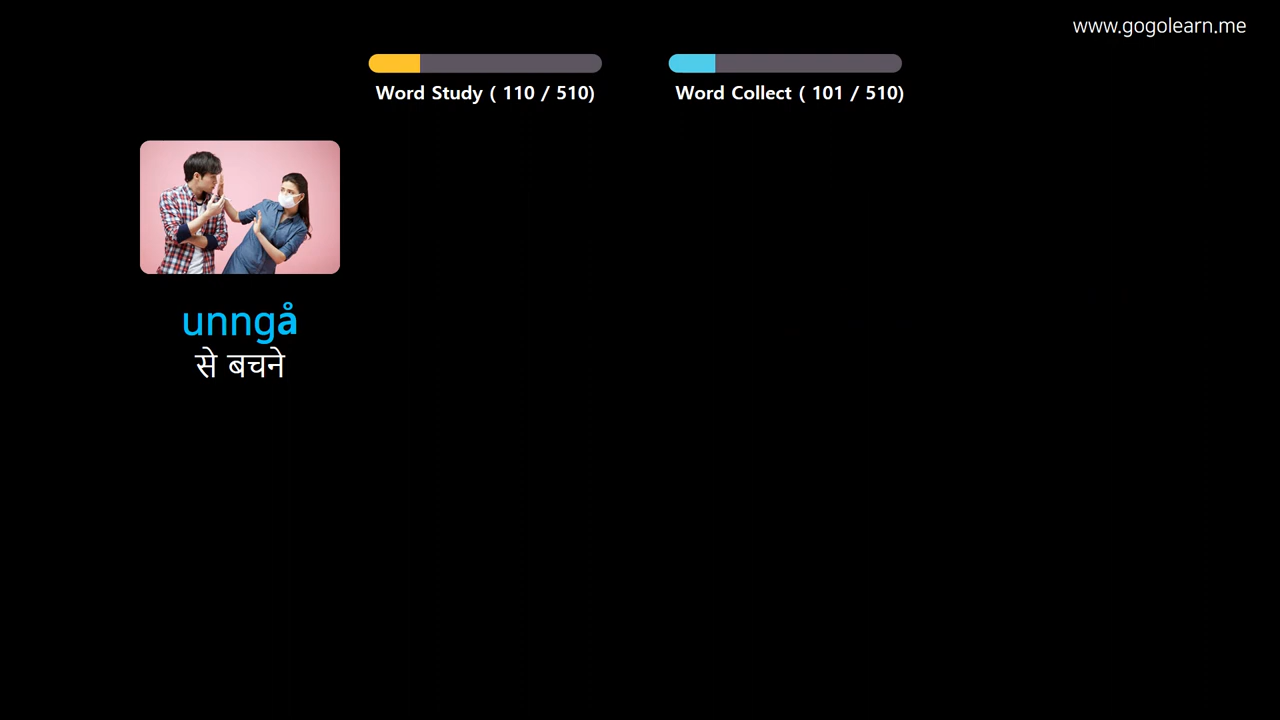 www.gogolearn.me
Word Study ( 110 / 510)
Word Collect ( 101 / 510)
unngå
से बचने